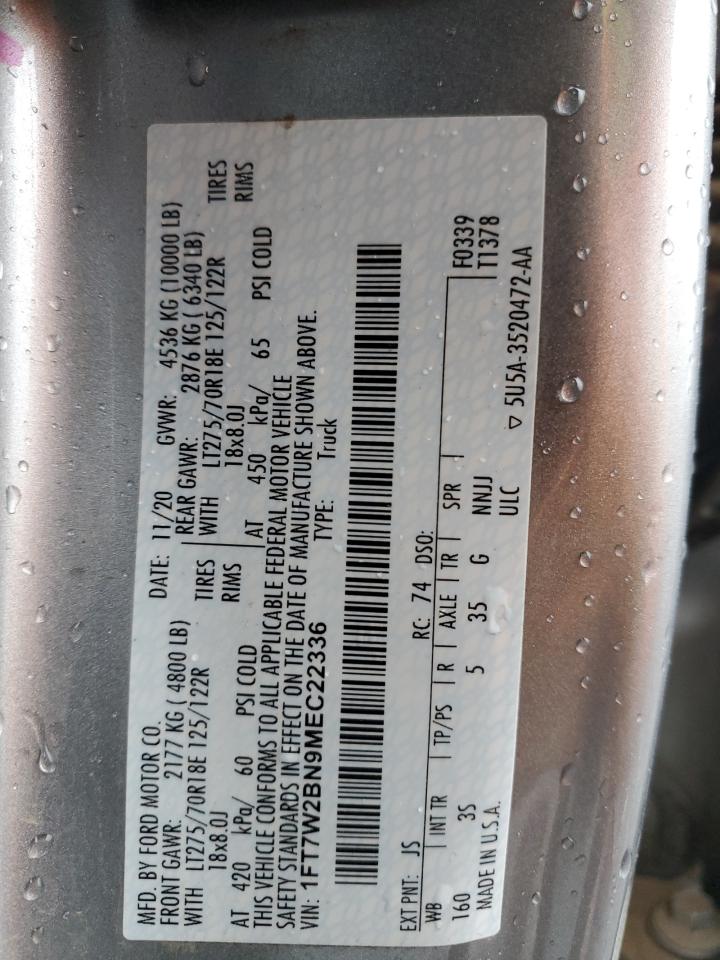 MFD. BY FORD MOTOR CO.
DATE: 11/20 GVWR: 4536 KG (10000 LB)
FRONT GAWR: 2177 KG ( 4800 LB)
REAR GAWR: 2876 KG ( 6340 LB)
WITH LT275/70R18E 125/122R TIRES
WITH LT275/70R18E 125/122R TIRES
18x8.0J RIMS
18x8.0J RIMS
AT 420 kPa/ 60 PSI COLD
AT 450 kPa/ 65 PSI COLD
THIS VEHICLE CONFORMS TO ALL APPLICABLE FEDERAL MOTOR VEHICLE
SAFETY STANDARDS IN EFFECT ON THE DATE OF MANUFACTURE SHOWN ABOVE.
VIN: 1FT7W2BN9MEC22336 TYPE: Truck
EXT PNT: JS RC: 74 DSO:
WB INT TR TP/PS R AXLE TR SPR F0339
160 3S 5 35 G NNJJ T1378
MADE IN U.S.A. ULC
▽ 5U5A-3520472-AA